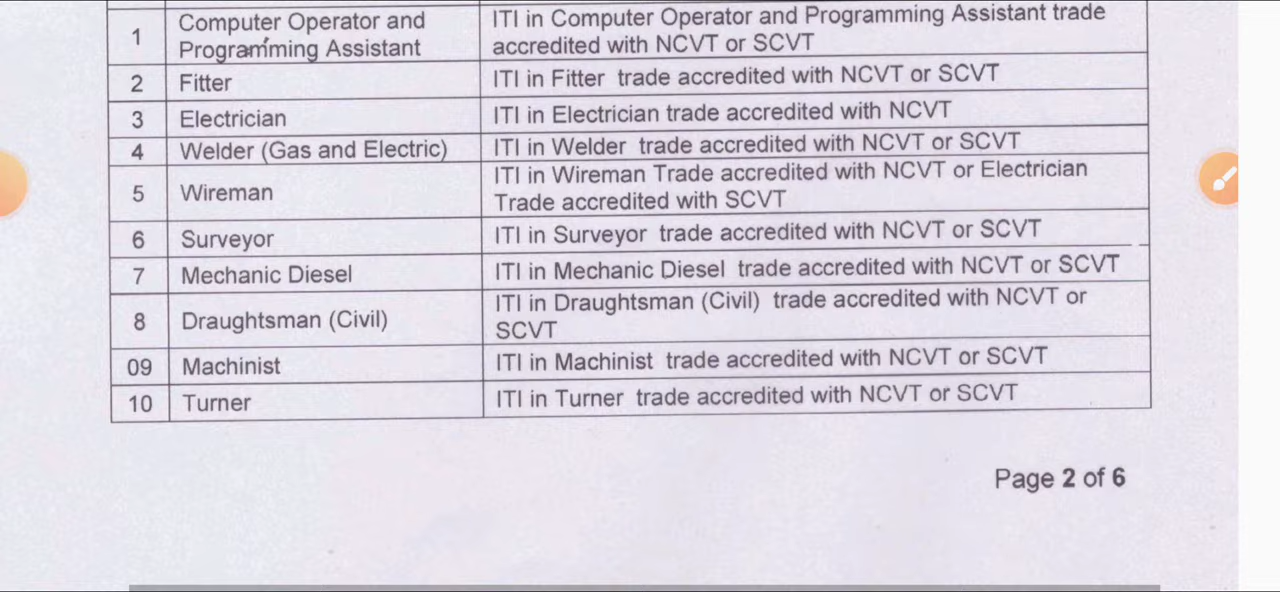 1 Computer Operator and Programming Assistant ITI in Computer Operator and Programming Assistant trade accredited with NCVT or SCVT
2 Fitter ITI in Fitter trade accredited with NCVT or SCVT
3 Electrician ITI in Electrician trade accredited with NCVT
4 Welder (Gas and Electric) ITI in Welder trade accredited with NCVT or SCVT
5 Wireman ITI in Wireman Trade accredited with NCVT or Electrician Trade accredited with SCVT
6 Surveyor ITI in Surveyor trade accredited with NCVT or SCVT
7 Mechanic Diesel ITI in Mechanic Diesel trade accredited with NCVT or SCVT
8 Draughtsman (Civil) ITI in Draughtsman (Civil) trade accredited with NCVT or SCVT
09 Machinist ITI in Machinist trade accredited with NCVT or SCVT
10 Turner ITI in Turner trade accredited with NCVT or SCVT
Page 2 of 6